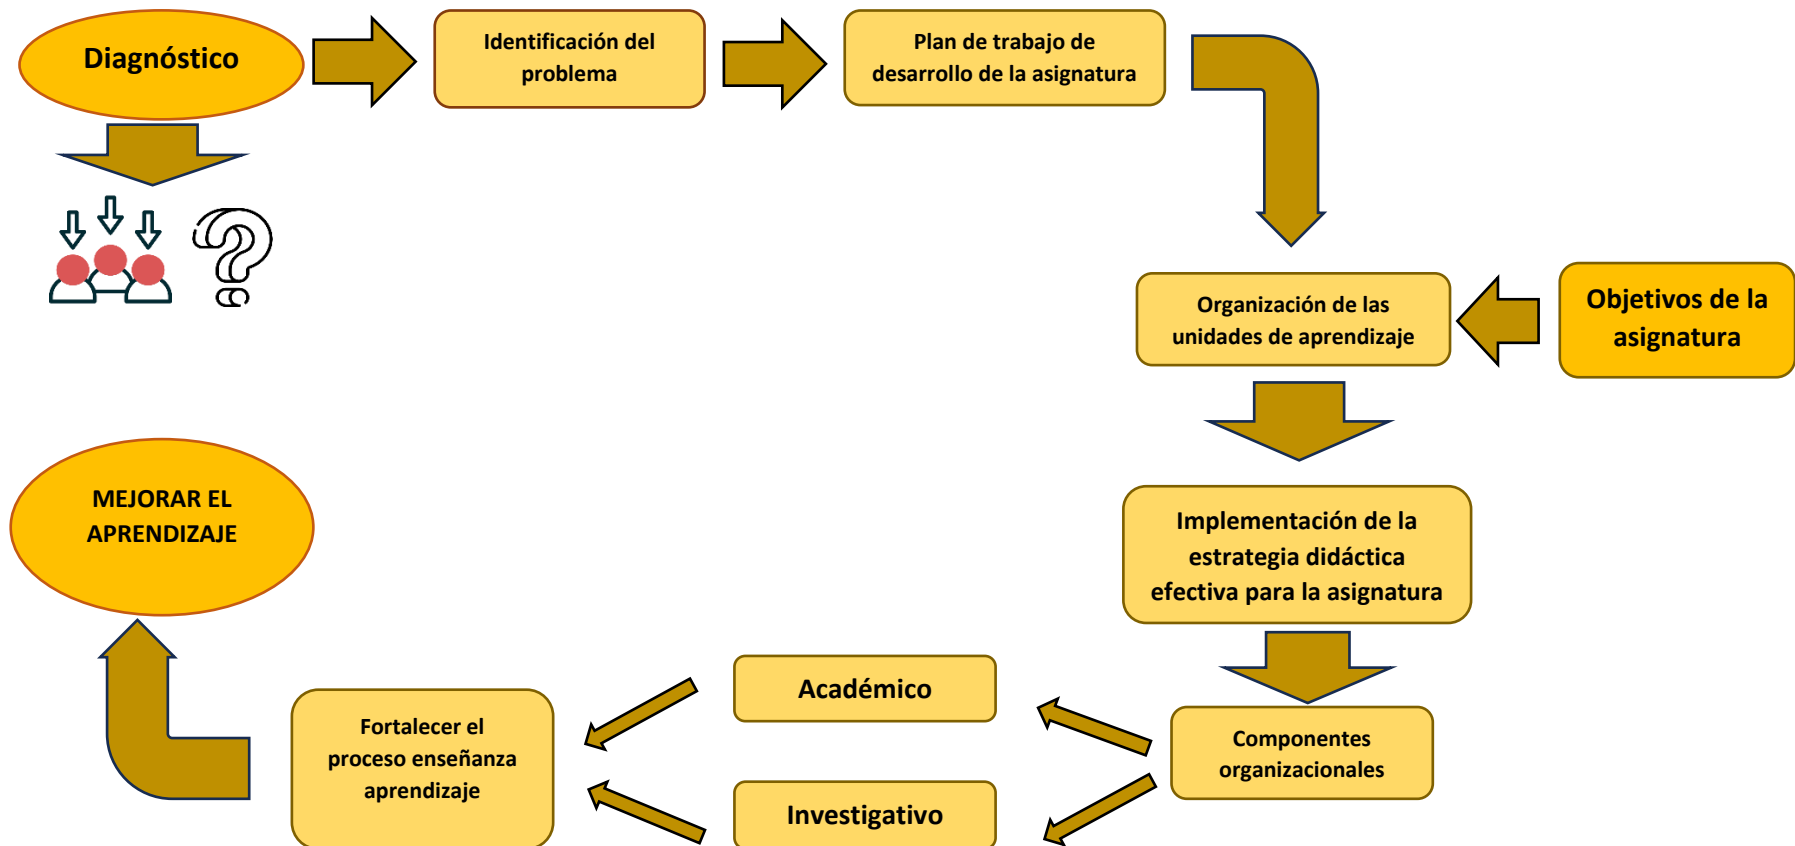 Diagnóstico
Identificación del
problema
Plan de trabajo de
desarrollo de la asignatura
Organización de las
unidades de aprendizaje
Objetivos de la
asignatura
Implementación de la
estrategia didáctica
efectiva para la asignatura
Componentes
organizacionales
Académico
Investigativo
Fortalecer el
proceso enseñanza
aprendizaje
MEJORAR EL
APRENDIZAJE